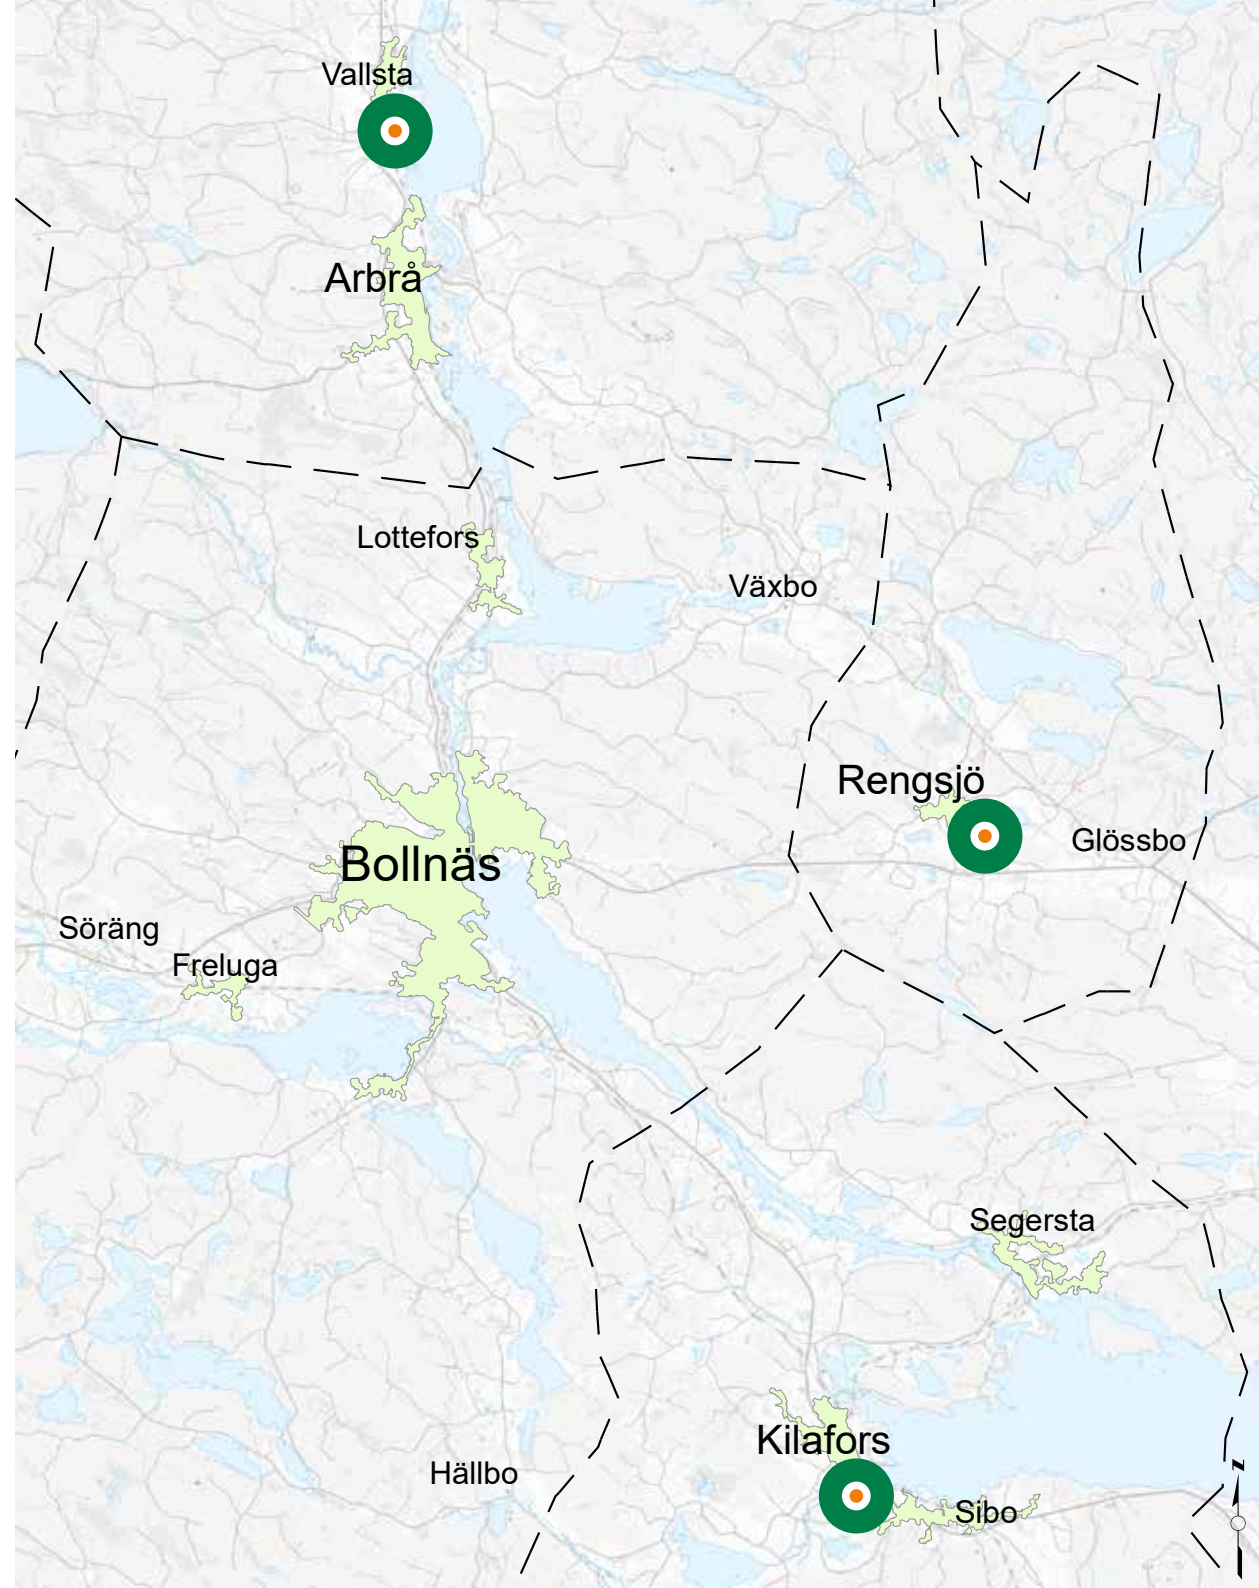 Vallsta
Arbrå
Lottefors
Växbo
Rengsjö
Glössbo
Bollnäs
Söräng
Freluga
Segersta
Kilafors
Hällbo
Sibo
z